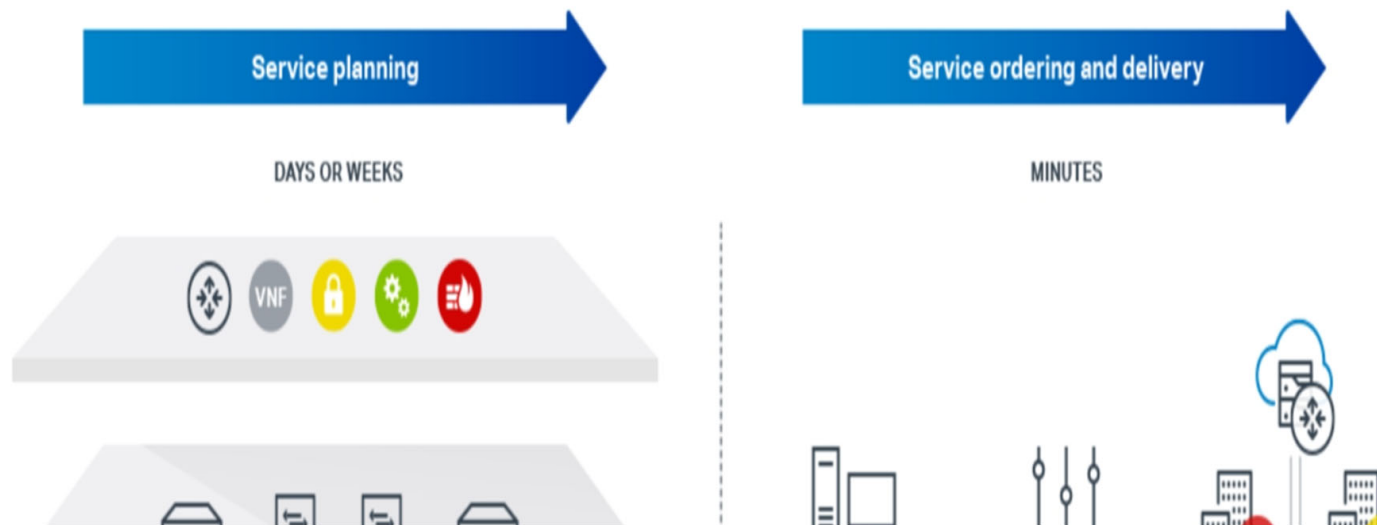 Service planning
Service ordering and delivery
DAYS OR WEEKS
MINUTES
VNF